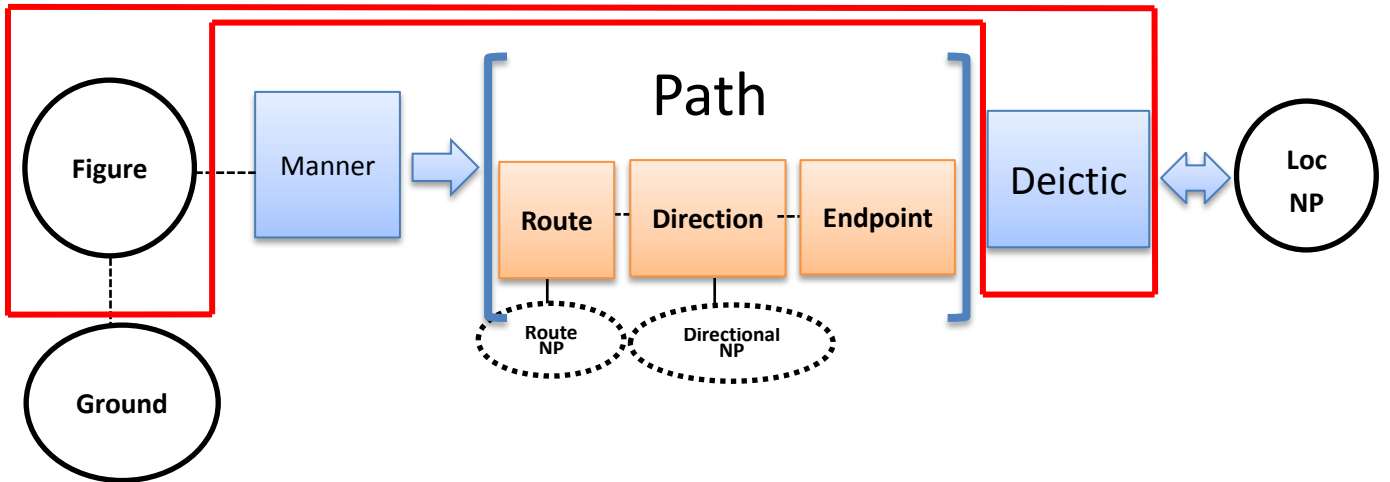 Path
Figure
Manner
Route
Direction
Endpoint
Deictic
Loc
NP
Route
NP
Directional
NP
Ground